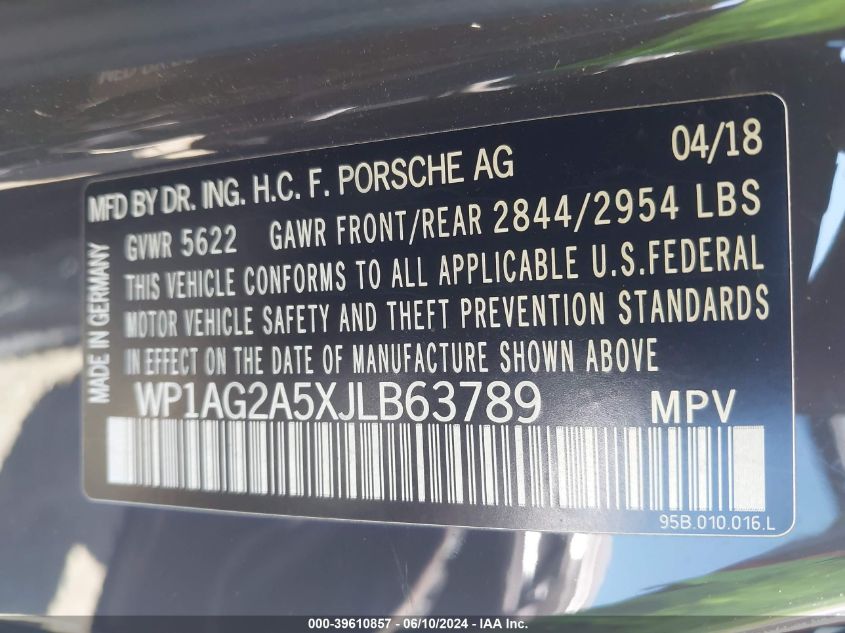 MFD BY DR. ING. H.C. F. PORSCHE AG 04/18
GVWR 5622 GAWR FRONT/REAR 2844/2954 LBS
THIS VEHICLE CONFORMS TO ALL APPLICABLE U.S.FEDERAL
MOTOR VEHICLE SAFETY AND THEFT PREVENTION STANDARDS
IN EFFECT ON THE DATE OF MANUFACTURE SHOWN ABOVE
WP1AG2A5XJLB63789 MPV
MADE IN GERMANY
95B.010.016.L
000-39610857 - 06/10/2024 - IAA Inc.